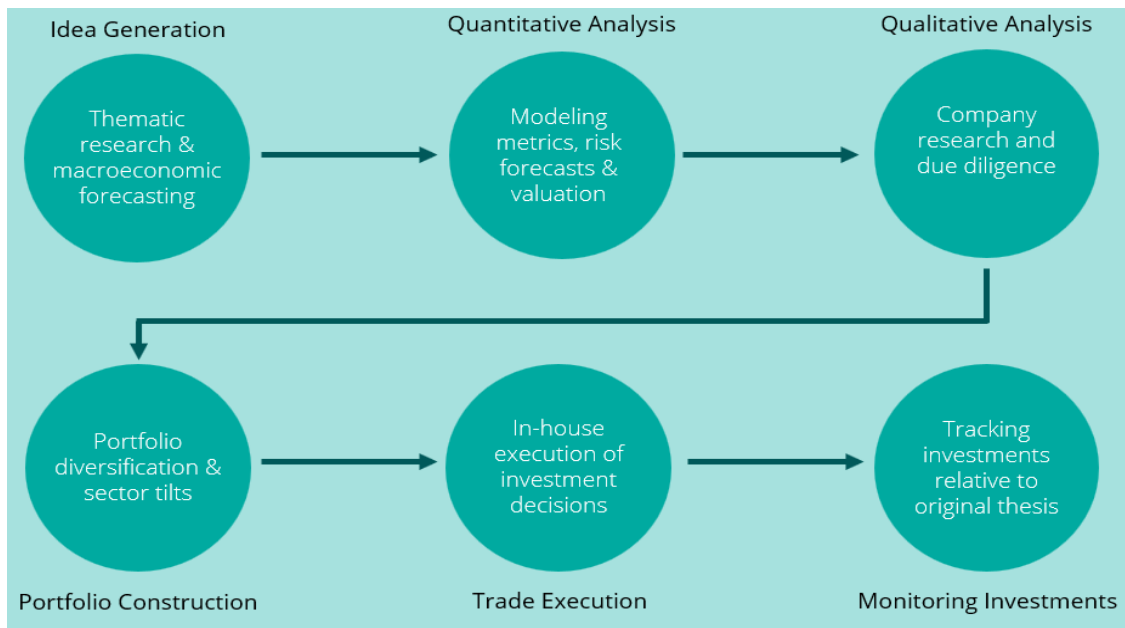 Idea Generation
Quantitative Analysis
Qualitative Analysis
Thematic
research &
macroeconomic
forecasting
Modeling
metrics, risk
forecasts &
valuation
Company
research and
due diligence
Portfolio
diversification &
sector tilts
In-house
execution of
investment
decisions
Tracking
investments
relative to
original thesis
Portfolio Construction
Trade Execution
Monitoring Investments